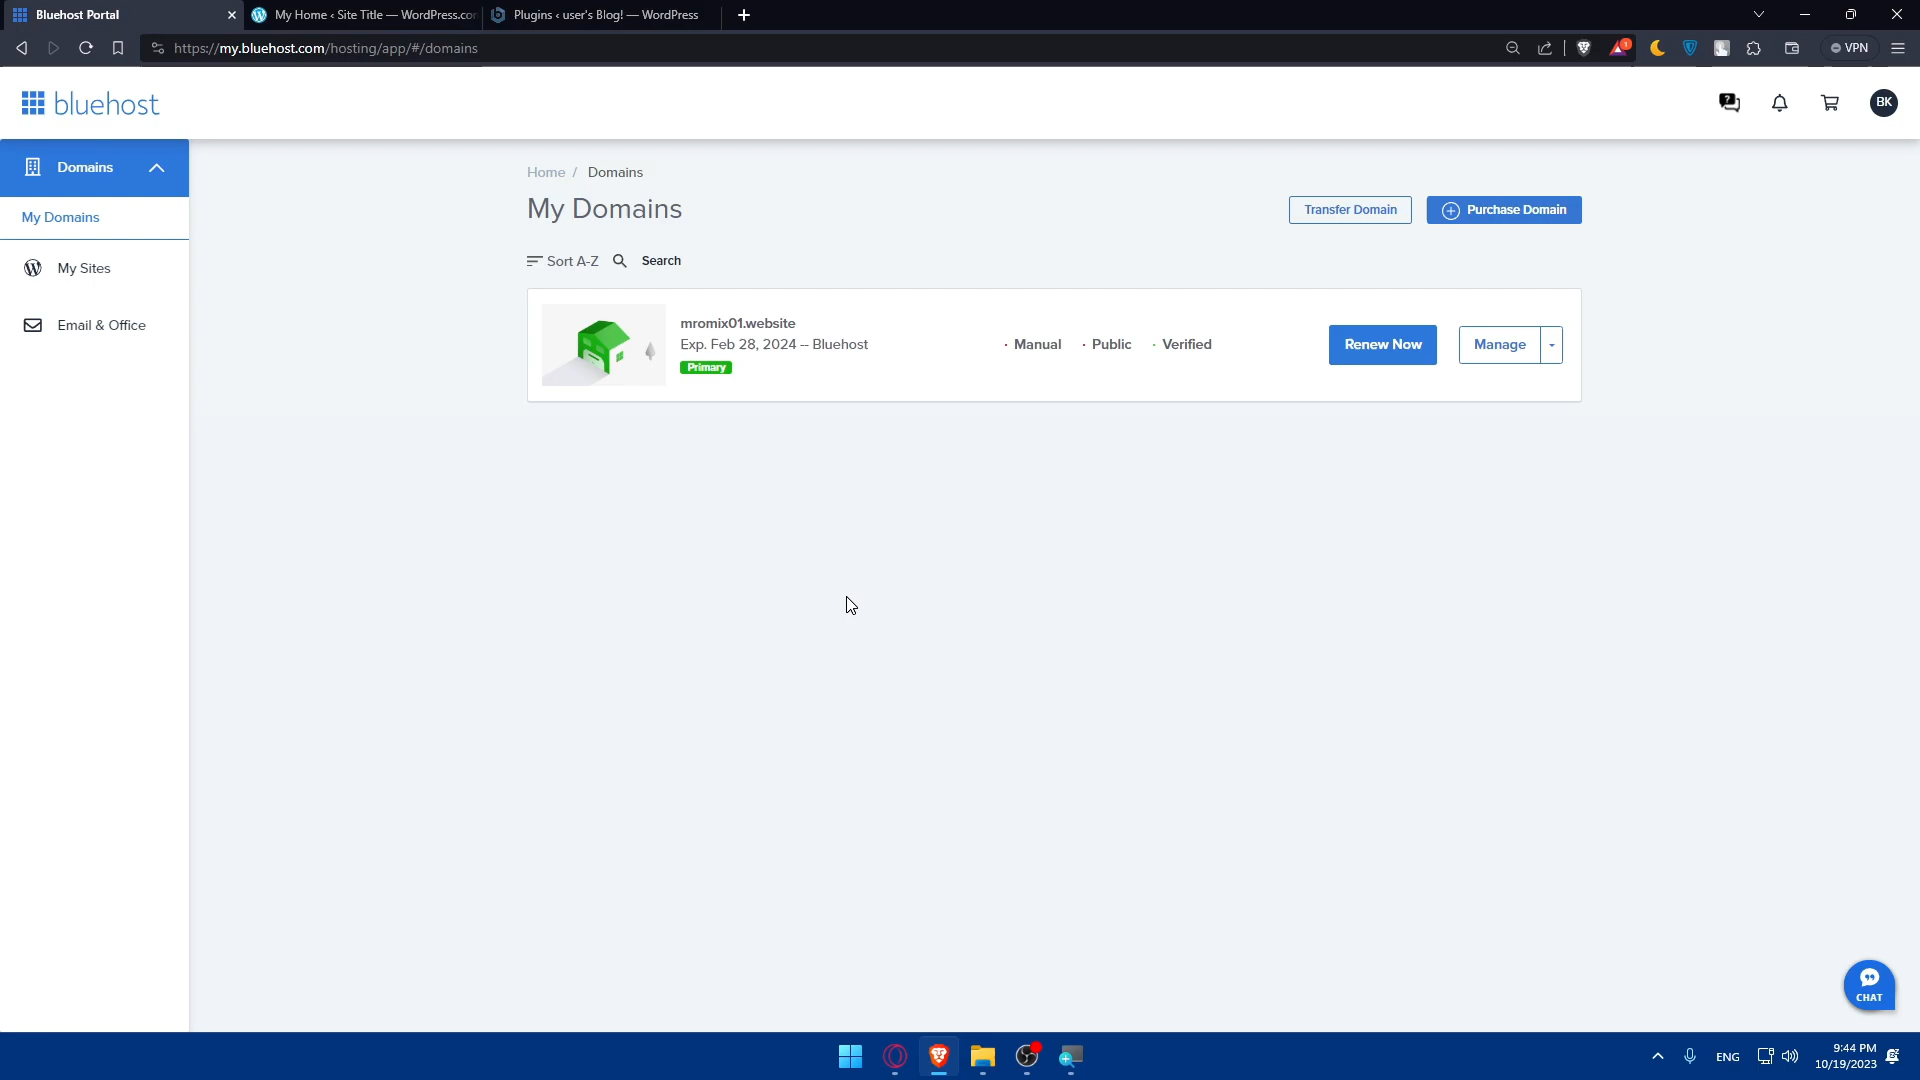 Bluehost Portal
My Home ‹ Site Title — WordPress.co
Plugins ‹ user's Blog! — WordPress
https://my.bluehost.com/hosting/app/#/domains
1
VPN
bluehost
BK
Domains
My Domains
My Sites
Email & Office
Home / Domains
My Domains
Transfer Domain
Purchase Domain
Sort A-Z
Search
mromix01.website
Exp. Feb 28, 2024 -- Bluehost
Primary
Manual
Public
Verified
Renew Now
Manage
CHAT
ENG
9:44 PM
10/19/2023